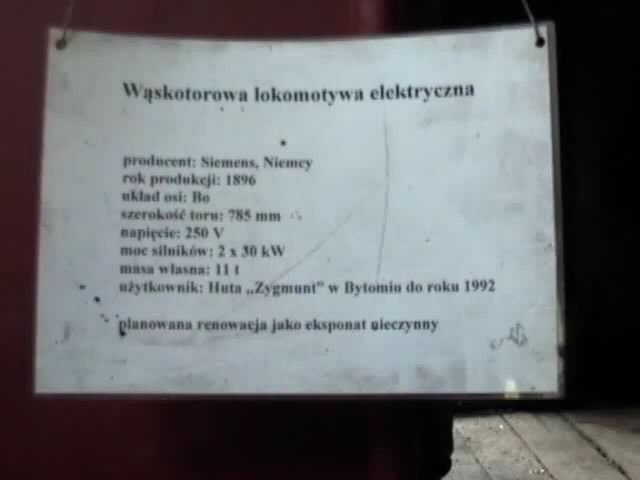 Wąskotorowa lokomotywa elektryczna
producent: Siemens, Niemcy
rok produkcji: 1896
układ osi: Bo
szerokość toru: 785 mm
napięcie: 250 V
moc silników: 2 x 30 kW
masa własna: 11 t
użytkownik: Huta „Zygmunt” w Bytomiu do roku 1992
planowana renowacja jako eksponat nieczynny